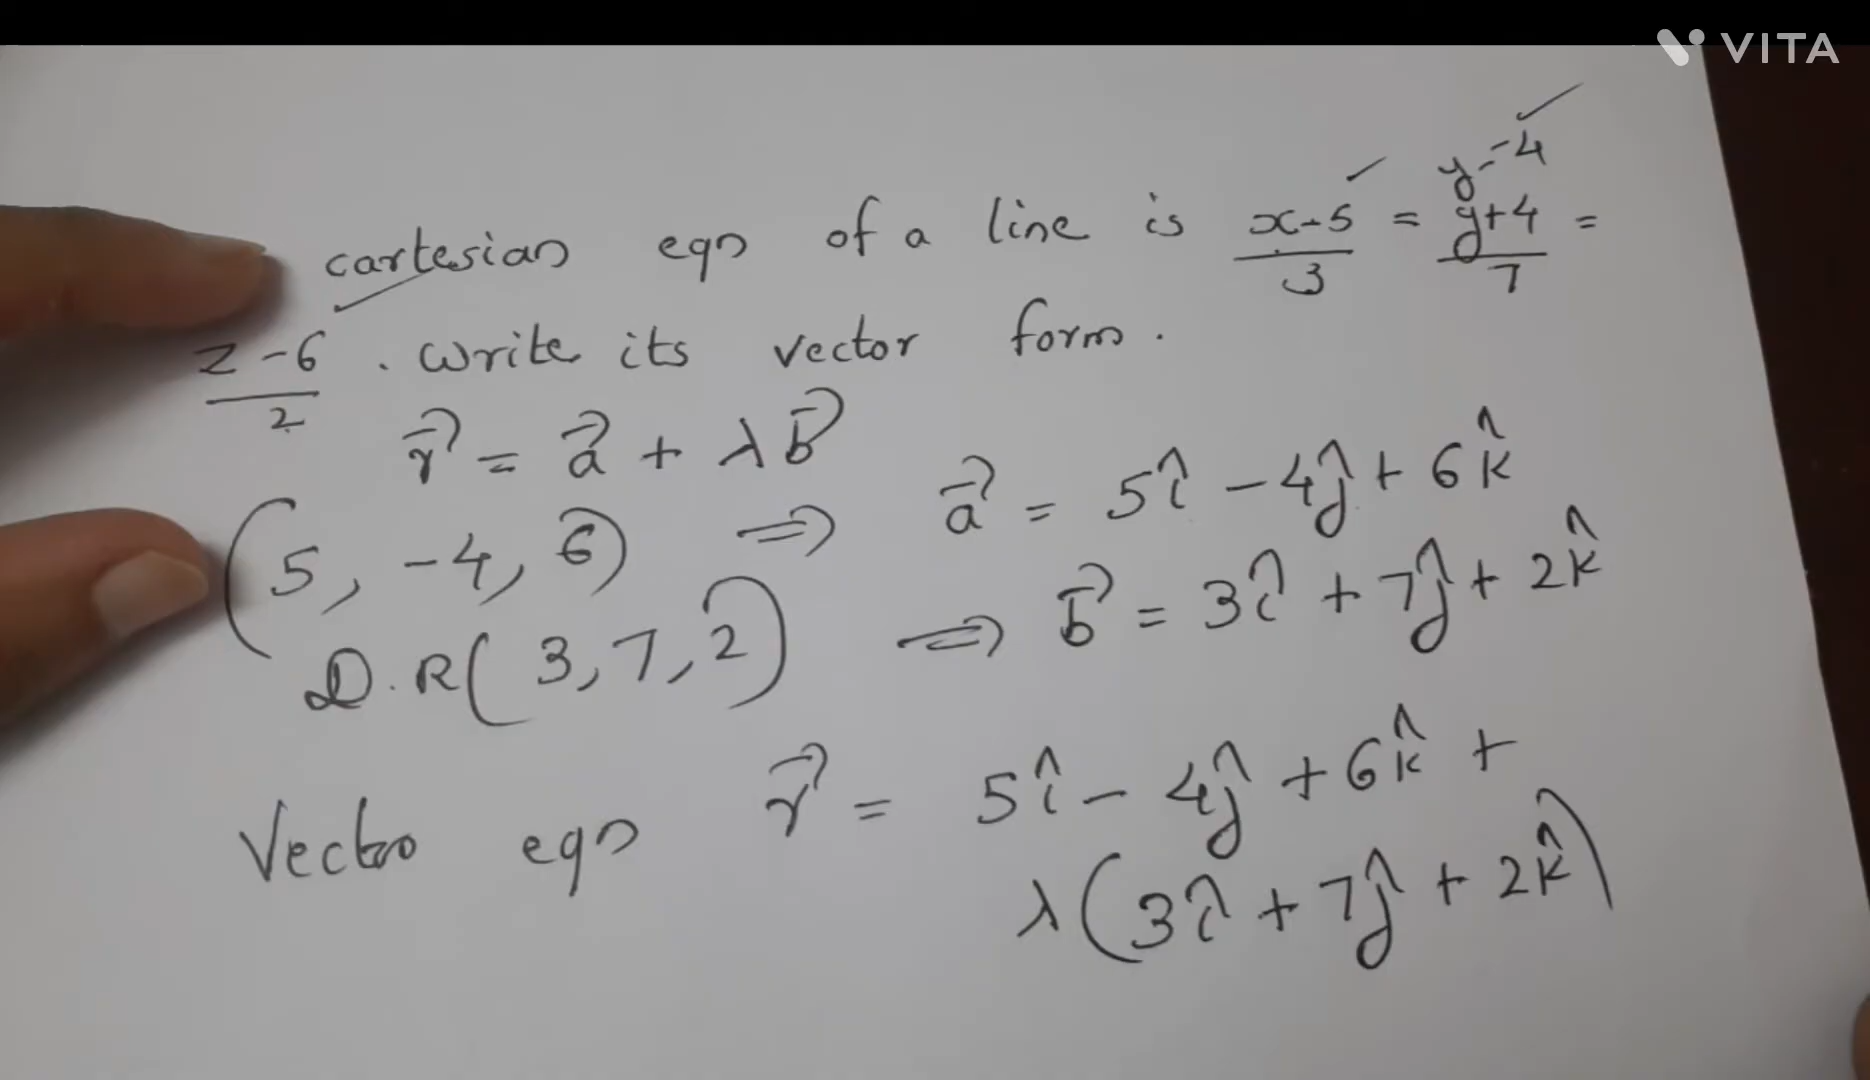 VITA
y=-4
cartesian eqn of a line is x-5/3 = y+4/7 =
z-6/2 . write its vector form.
r⃗ = a⃗ + λb⃗
(5, -4, 6) ⇒ a⃗ = 5î - 4ĵ + 6k̂
D.R(3, 7, 2) ⇒ b⃗ = 3î + 7ĵ + 2k̂
Vecto eqn r⃗ = 5î - 4ĵ + 6k̂ +
λ(3î + 7ĵ + 2k̂)